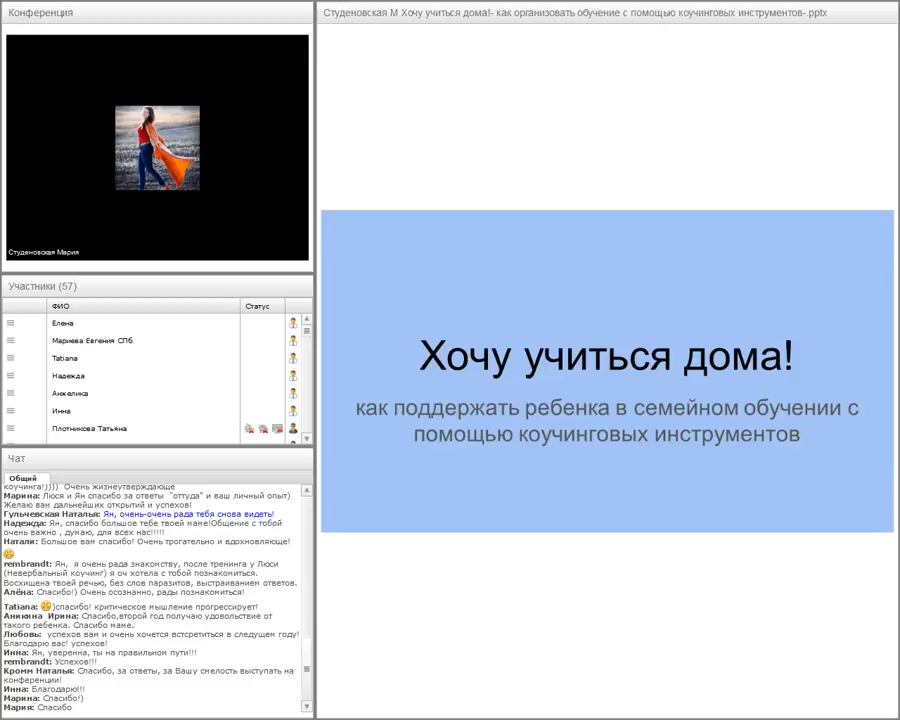 Конференция
Студеновская Мария
Участники (57)
ФИО
Статус
Елена
Мариева Евгения СПб
Tatiana
Надежда
Анжелика
Инна
Плотникова Татьяна
Чат
Общий
коучинга!)))) Очень жизнеутверждающе
Марина: Люся и Ян спасибо за ответы "оттуда" и ваш личный опыт)
Желаю вам дальнейших открытий и успехов!
Гульчевская Наталья: Ян, очень-очень рада тебя снова видеть!
Надежда: Ян, спасибо большое тебе твоей маме!Общение с тобой
очень важно , думаю, для всех нас!!!!!
Натали: Большое вам спасибо! Очень трогательно и вдохновляюще!
rembrandt: Ян, я очень рада знакомству, после тренинга у Люси
(Невербальный коучинг) я оч хотела с тобой познакомиться.
Восхищена твоей речью, без слов паразитов, выстраиванием ответов.
Алёна: Спасибо!) Очень осознанно, рады познакомиться!
Tatiana: )спасибо! критическое мышление прогрессирует!
Аникина Ирина: Спасибо,второй год получаю удовольствие от
такого ребенка. Спасибо маме.
Любовь: успехов вам и очень хочется встсретиться в следущем году!
Благодарю вас! успехов!
Инна: Ян, уверенна, ты на правильном пути!!!
rembrandt: Успехов!!!
Кромм Наталья: Спасибо, за ответы, за Вашу смелость выступать на
конференции!
Инна: Благодарю!!!
Марина: Спасибо!)
Мария: Спасибо
Студеновская М Хочу учиться дома!- как организовать обучение с помощью коучинговых инструментов-.pptx
Хочу учиться дома!
как поддержать ребенка в семейном обучении с
помощью коучинговых инструментов